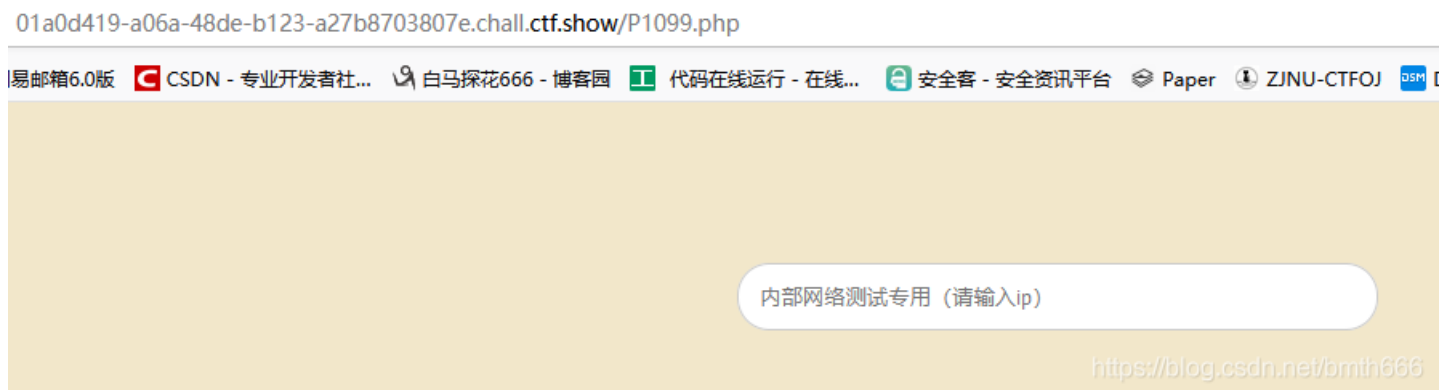 01a0d419-a06a-48de-b123-a27b8703807e.chall.ctf.show/P1099.php
易邮箱6.0版 CSDN - 专业开发者社... 白马探花666 - 博客园 工 代码在线运行 - 在线... 安全客 - 安全资讯平台 Paper ZJNU-CTFOJ DSM
内部网络测试专用（请输入ip）
https://blog.csdn.net/bmth666